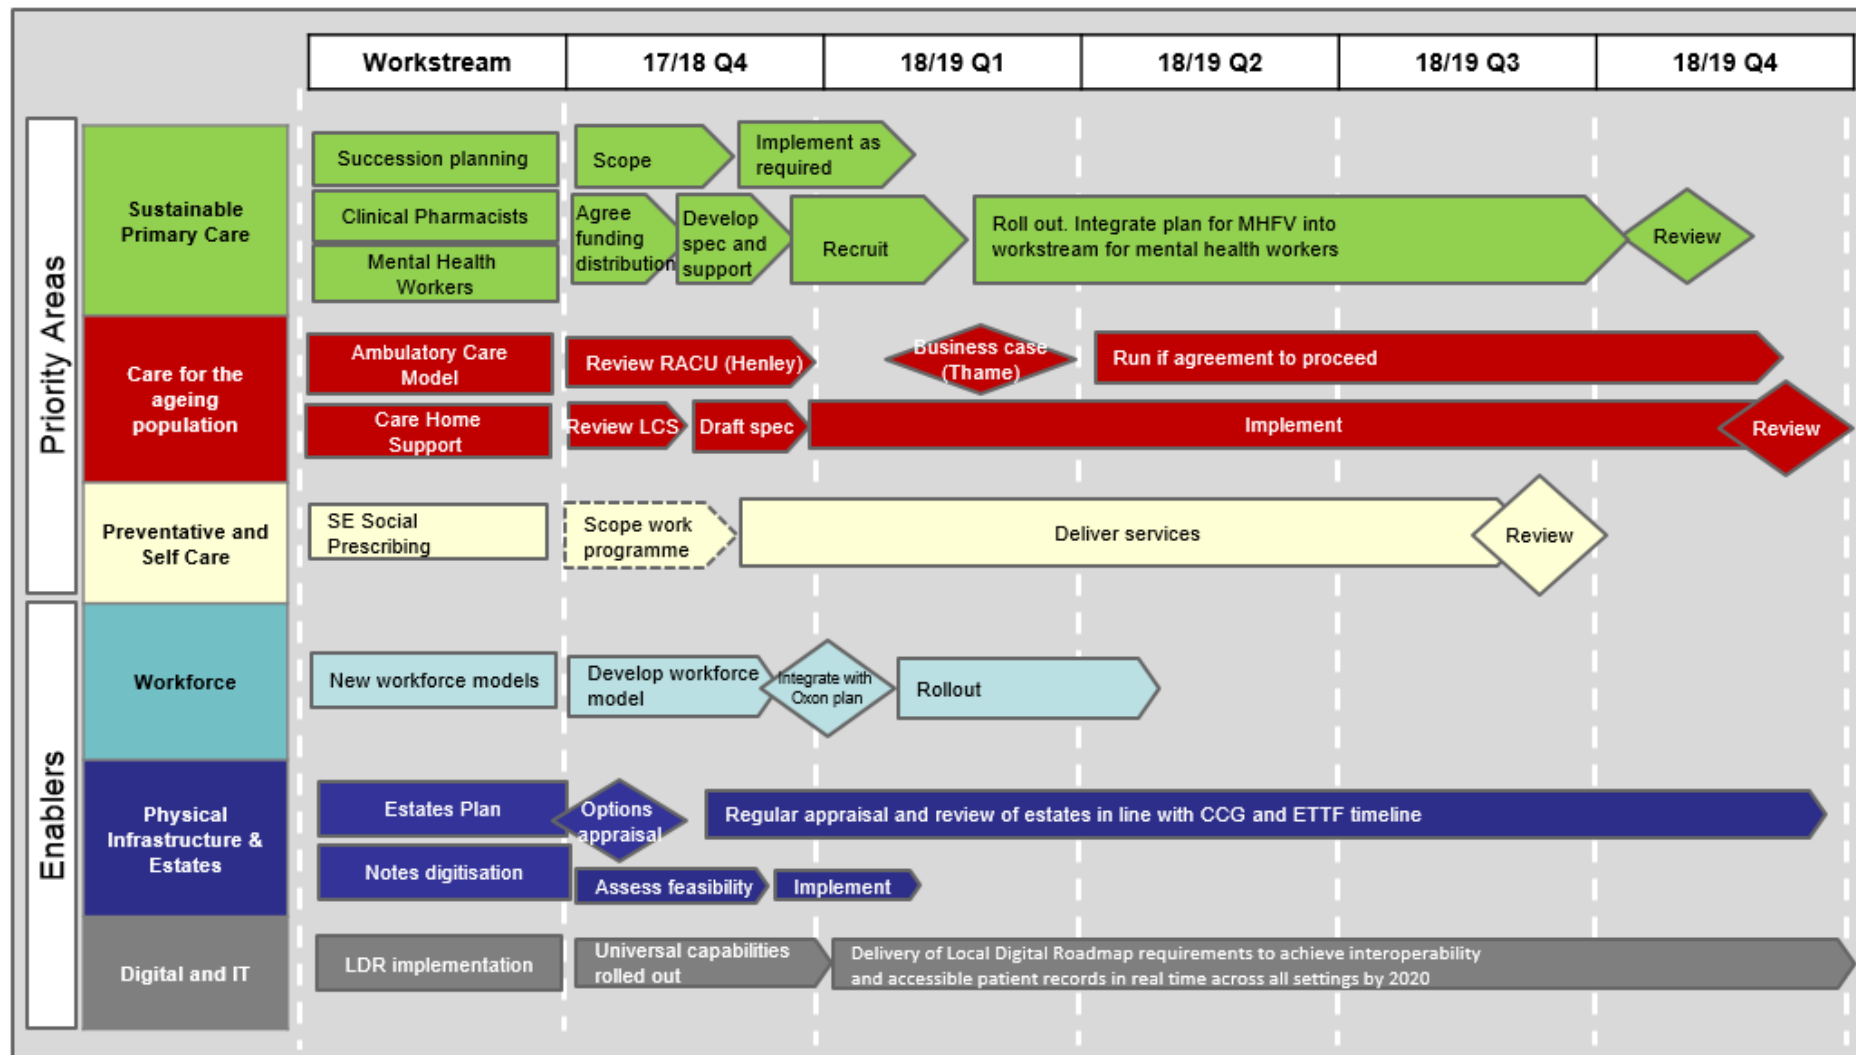 Workstream
17/18 Q4
18/19 Q1
18/19 Q2
18/19 Q3
18/19 Q4
Priority Areas
Sustainable
Primary Care
Succession planning
Scope
Implement as
required
Clinical Pharmacists
Mental Health
Workers
Agree
funding
distribution
Develop
spec and
support
Recruit
Roll out. Integrate plan for MHFV into
workstream for mental health workers
Review
Care for the
ageing
population
Ambulatory Care
Model
Review RACU (Henley)
Business case
(Thame)
Run if agreement to proceed
Care Home
Support
Review LCS
Draft spec
Implement
Review
Preventative and
Self Care
SE Social
Prescribing
Scope work
programme
Deliver services
Review
Enablers
Workforce
New workforce models
Develop workforce
model
Integrate with
Oxon plan
Rollout
Physical
Infrastructure &
Estates
Estates Plan
Options
appraisal
Regular appraisal and review of estates in line with CCG and ETTF timeline
Notes digitisation
Assess feasibility
Implement
Digital and IT
LDR implementation
Universal capabilities
rolled out
Delivery of Local Digital Roadmap requirements to achieve interoperability
and accessible patient records in real time across all settings by 2020